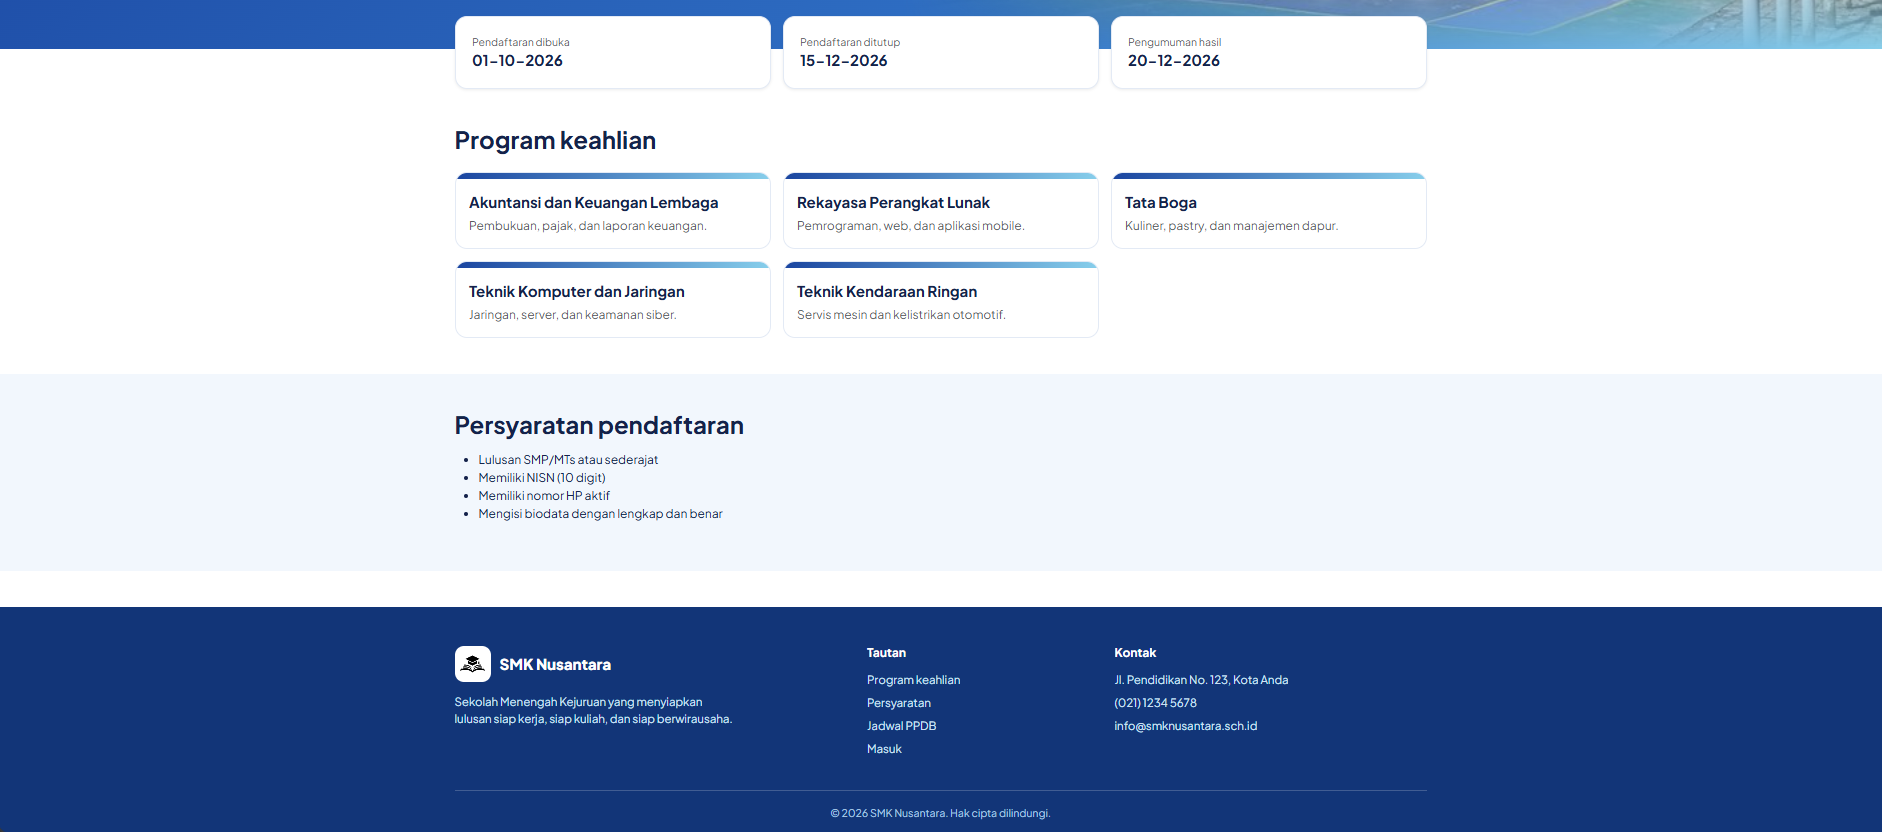 Pendaftaran dibuka
01-10-2026
Pendaftaran ditutup
15-12-2026
Pengumuman hasil
20-12-2026
Program keahlian
Akuntansi dan Keuangan Lembaga
Pembukuan, pajak, dan laporan keuangan.
Rekayasa Perangkat Lunak
Pemrograman, web, dan aplikasi mobile.
Tata Boga
Kuliner, pastry, dan manajemen dapur.
Teknik Komputer dan Jaringan
Jaringan, server, dan keamanan siber.
Teknik Kendaraan Ringan
Servis mesin dan kelistrikan otomotif.
Persyaratan pendaftaran
• Lulusan SMP/MTs atau sederajat
• Memiliki NISN (10 digit)
• Memiliki nomor HP aktif
• Mengisi biodata dengan lengkap dan benar
SMK Nusantara
Sekolah Menengah Kejuruan yang menyiapkan
lulusan siap kerja, siap kuliah, dan siap berwirausaha.
Tautan
Program keahlian
Persyaratan
Jadwal PPDB
Masuk
Kontak
Jl. Pendidikan No. 123, Kota Anda
(021) 1234 5678
info@smknusantara.sch.id
© 2026 SMK Nusantara. Hak cipta dilindungi.